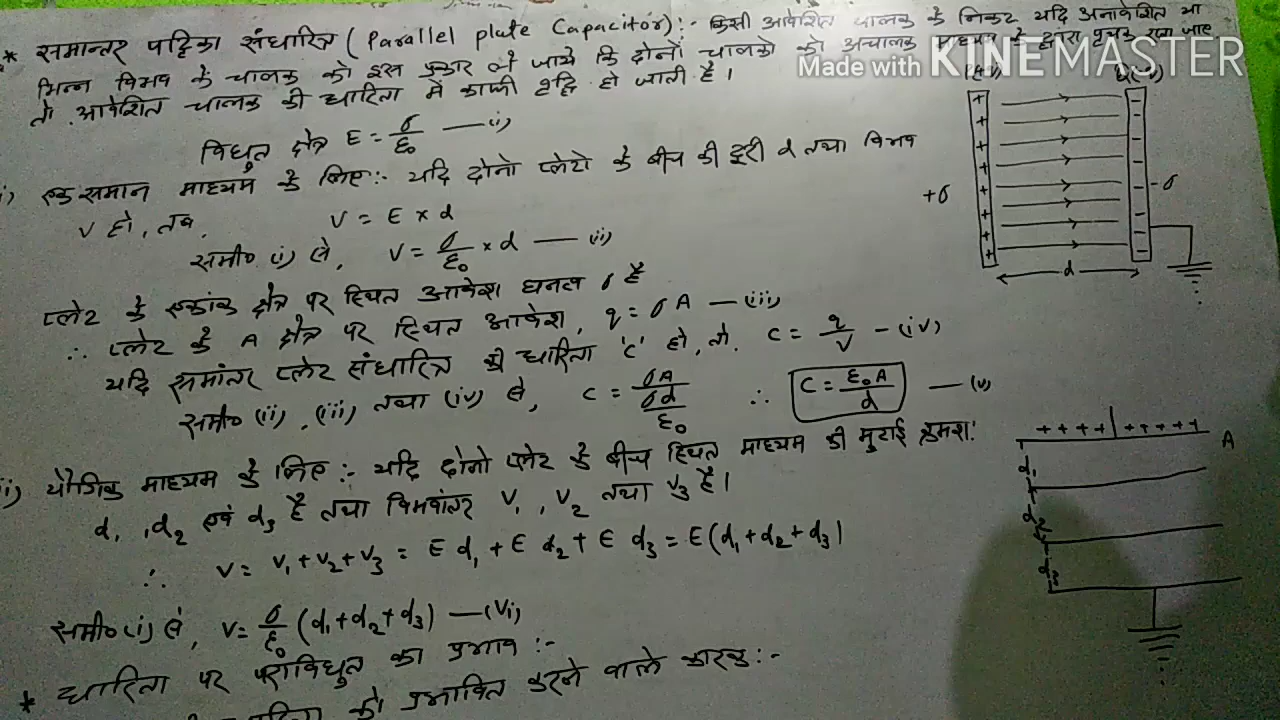 * समान्तर पट्टिका संधारित्र (Parallel plate Capacitor):- किसी आवेशित चालक के निकट यदि अनावेशित या
भिन्न विभव के चालक को इस प्रकार ले जाये कि दोनों चालको को अचालक माध्यम के द्वारा पृथक रखा जाए
तो आवेशित चालक की धारिता में काफी वृद्धि हो जाती है।
Made with KINEMASTER
विधुत क्षेत्र E = σ/ε₀ —(i)
i) एकसमान माध्यम के लिए:- यदि दोनो प्लेटो के बीच की दूरी d तथा विभव
V हो, तब, V = E × d
समी० (i) से, V = σ/ε₀ × d — (ii)
प्लेट के एकांक क्षेत्र पर स्थित आवेश घनत्व σ है
∴ प्लेट के A क्षेत्र पर स्थित आवेश, q = σA —(iii)
यदि समांतर प्लेट संधारित्र की धारिता 'C' हो, तो, C = q/V —(iv)
समी० (ii), (iii) तथा (iv) से, C = σA/(σd/ε₀) ∴ C = ε₀A/d —(v)
ii) यौगिक माध्यम के लिए:- यदि दोनो प्लेट के बीच स्थित माध्यम की मुटाई क्रमश:
d₁, d₂ एवं d₃ है तथा विभवांतर V₁, V₂ तथा V₃ है।
∴ V = V₁ + V₂ + V₃ = E d₁ + E d₂ + E d₃ = E(d₁ + d₂ + d₃)
समी० (i) से, V = σ/ε₀ (d₁ + d₂ + d₃) —(Vi)
* धारिता पर पराविधुत का प्रभाव :-
को प्रभावित करने वाले कारक:-
+σ
-σ
d
+ + + + + + + + +
A
d₁
d₂
d₃